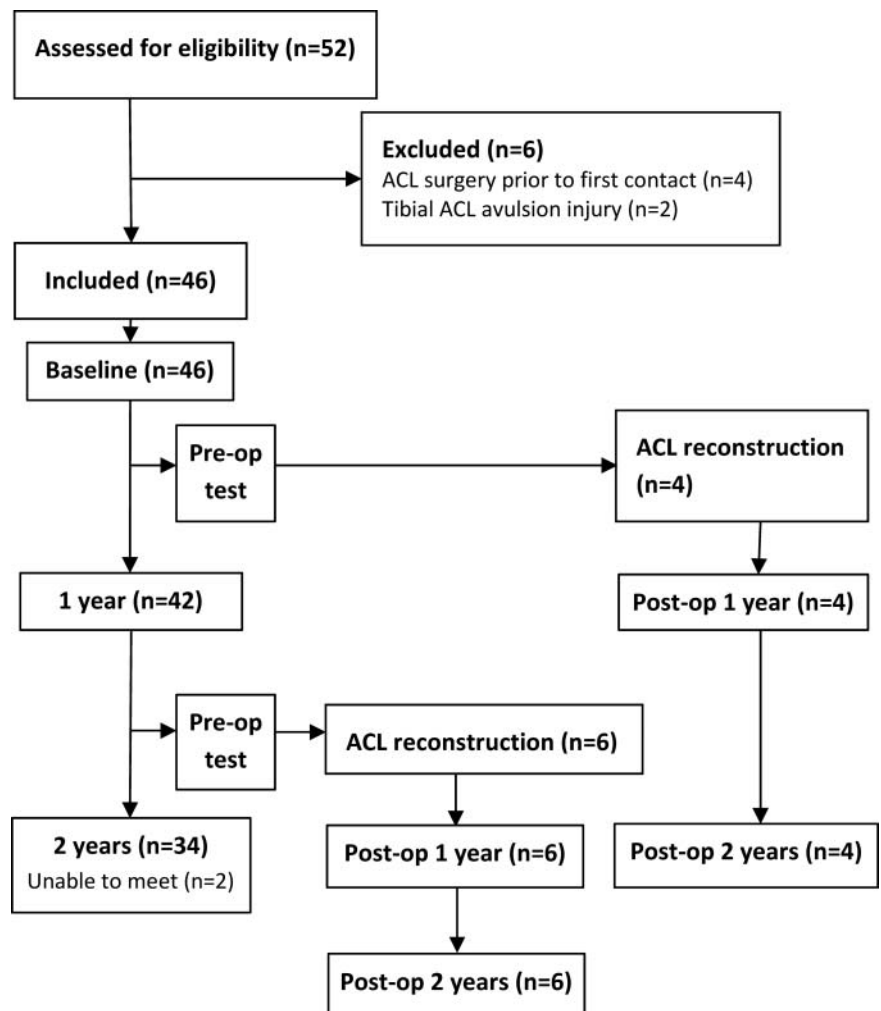 Assessed for eligibility (n=52)
Excluded (n=6)
ACL surgery prior to first contact (n=4)
Tibial ACL avulsion injury (n=2)
Included (n=46)
Baseline (n=46)
Pre-op
test
ACL reconstruction
(n=4)
1 year (n=42)
Post-op 1 year (n=4)
Pre-op
test
ACL reconstruction (n=6)
2 years (n=34)
Unable to meet (n=2)
Post-op 1 year (n=6)
Post-op 2 years (n=4)
Post-op 2 years (n=6)